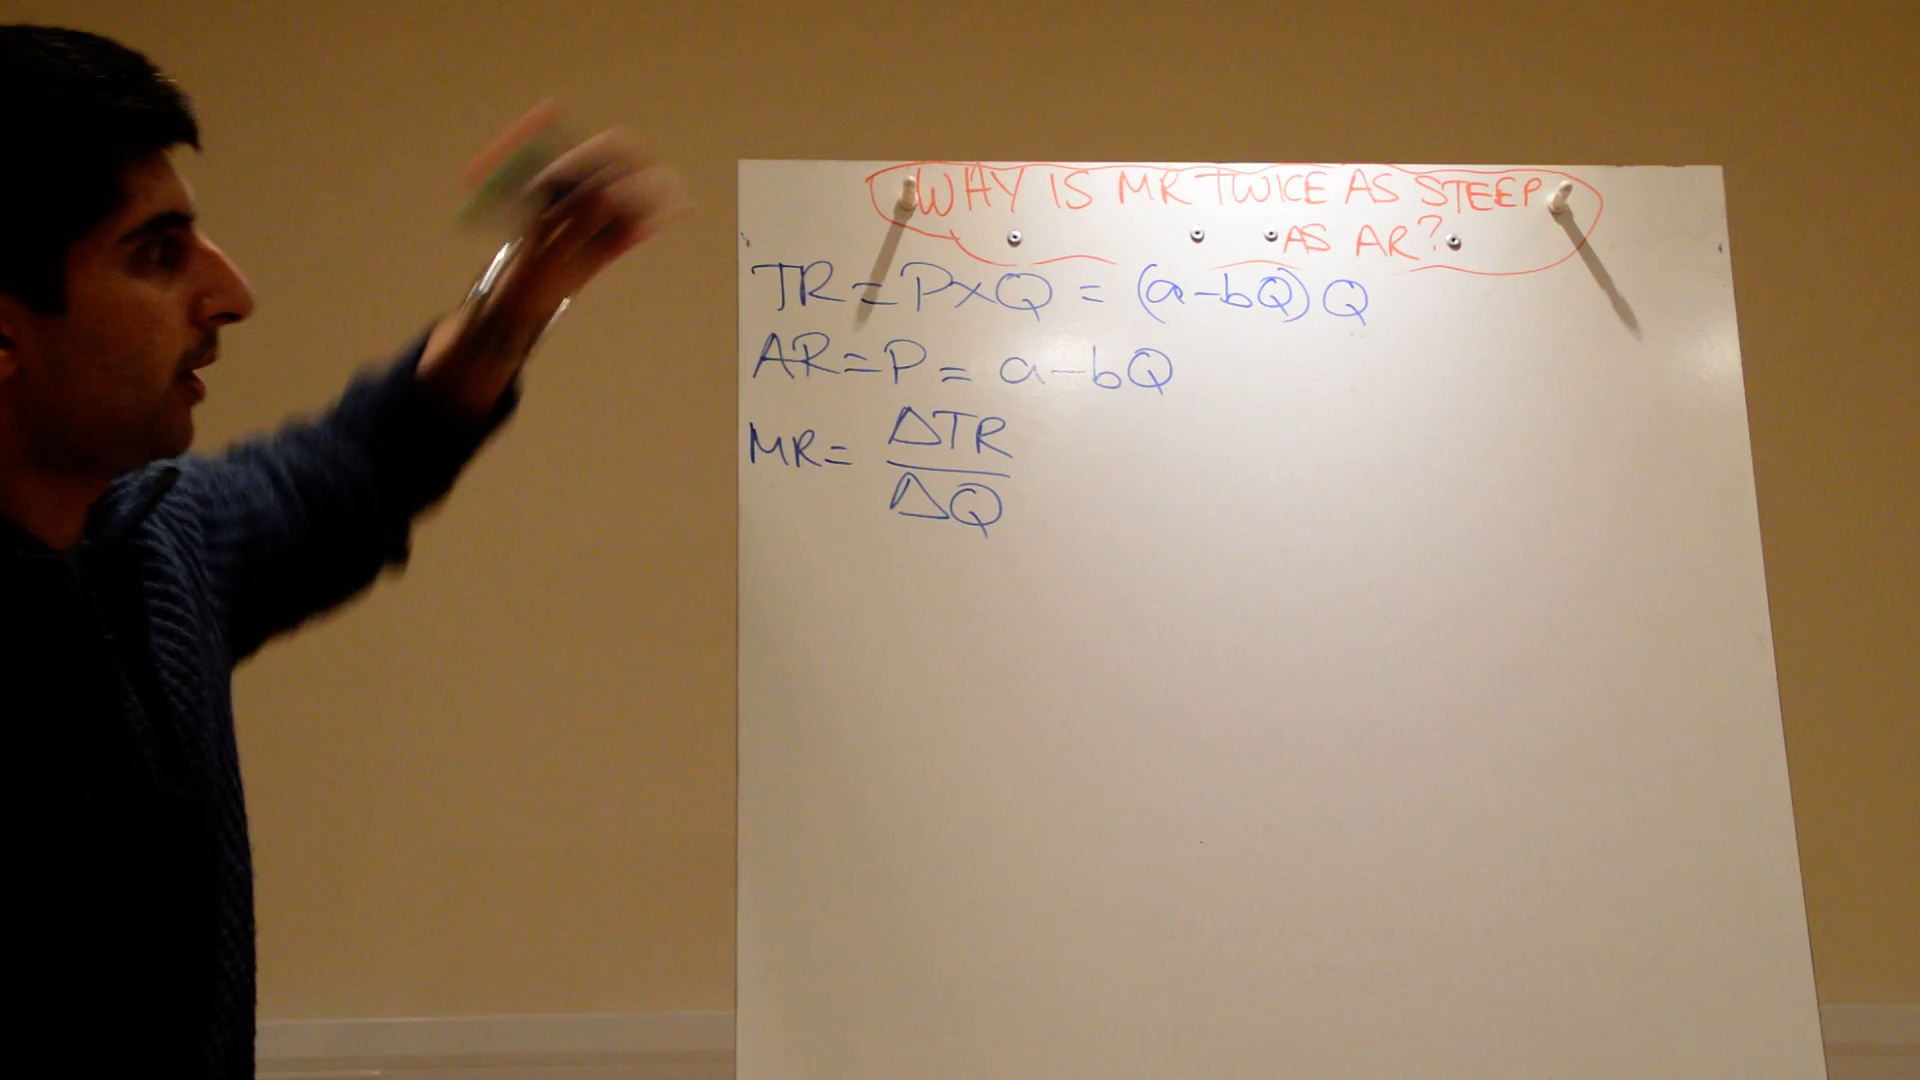 WHY IS MR TWICE AS STEEP
AS AR?
TR = P×Q = (a-bQ)Q
AR = P = a-bQ
MR = ΔTR
ΔQ